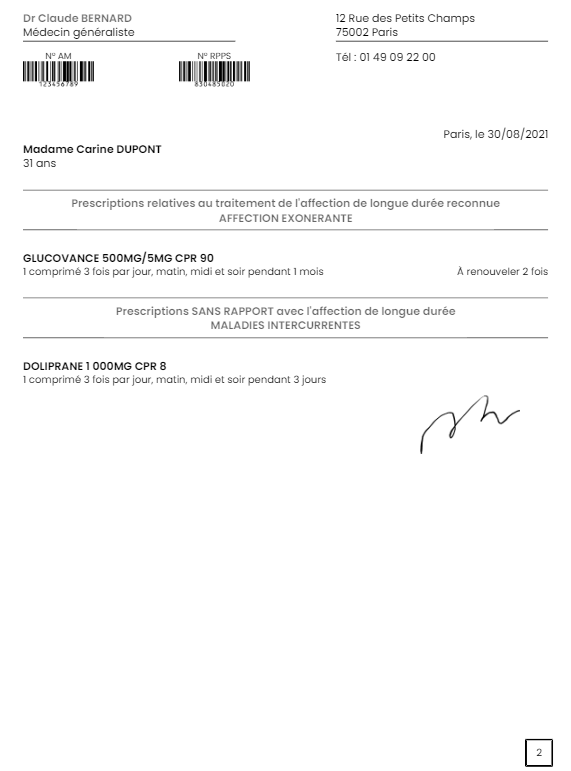 Dr Claude BERNARD
Médecin généraliste
12 Rue des Petits Champs
75002 Paris
N° AM
123456789
N° RPPS
830485020
Tél : 01 49 09 22 00
Paris, le 30/08/2021
Madame Carine DUPONT
31 ans
Prescriptions relatives au traitement de l'affection de longue durée reconnue
AFFECTION EXONERANTE
GLUCOVANCE 500MG/5MG CPR 90
1 comprimé 3 fois par jour, matin, midi et soir pendant 1 mois
À renouveler 2 fois
Prescriptions SANS RAPPORT avec l'affection de longue durée
MALADIES INTERCURRENTES
DOLIPRANE 1 000MG CPR 8
1 comprimé 3 fois par jour, matin, midi et soir pendant 3 jours
2